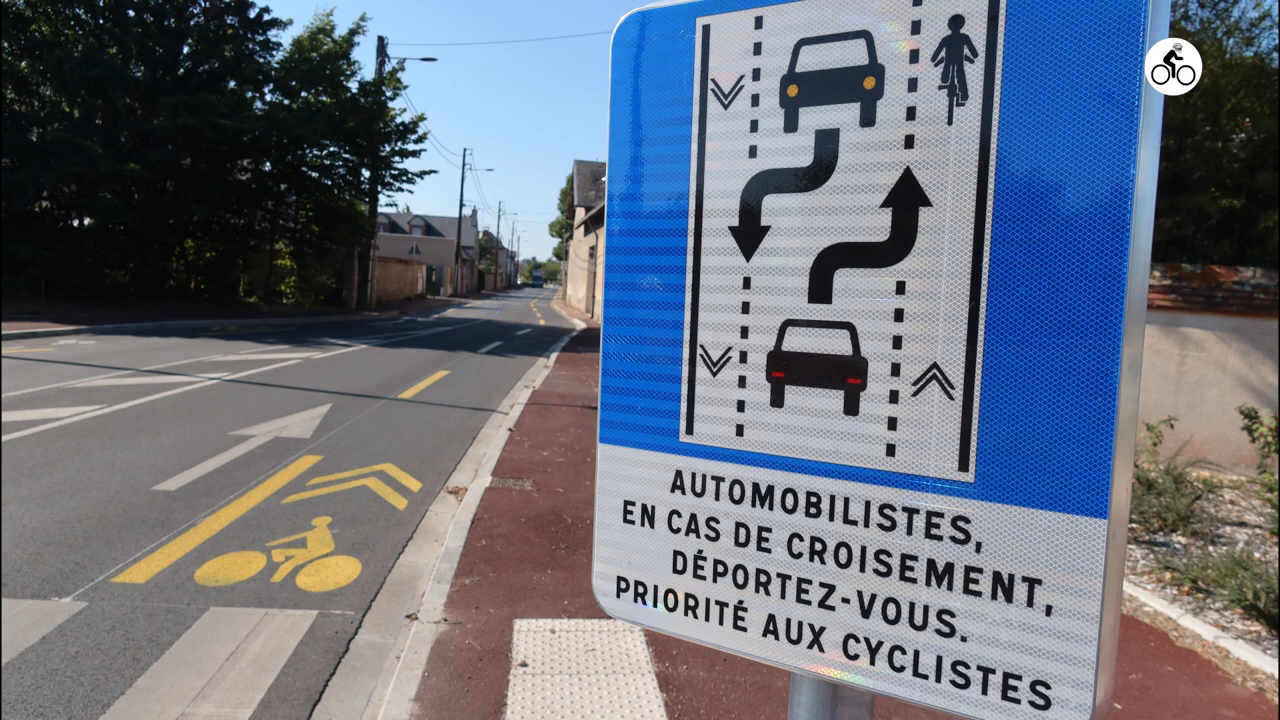 AUTOMOBILISTES,
EN CAS DE CROISEMENT,
DÉPORTEZ-VOUS.
PRIORITÉ AUX CYCLISTES